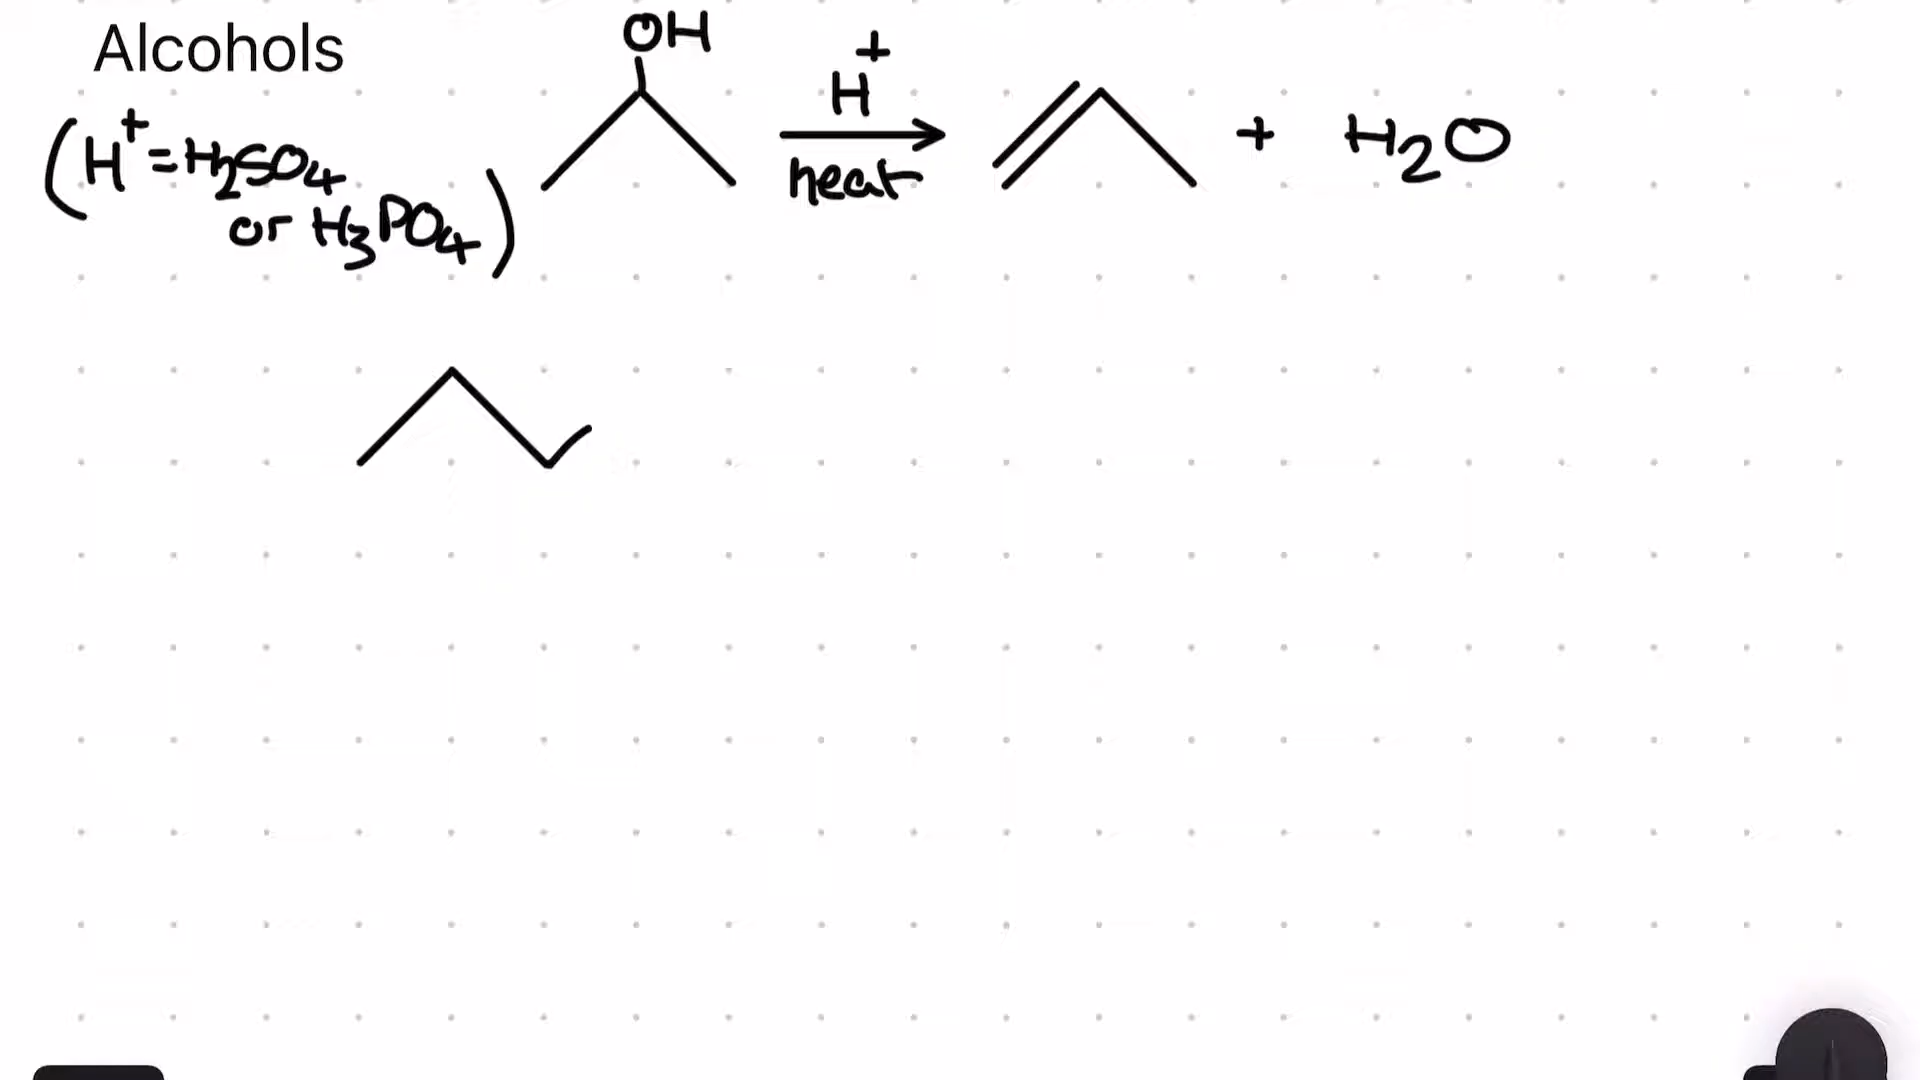 Alcohols
(H⁺=H₂SO₄
or H₃PO₄)
OH
H⁺
heat
+ H₂O